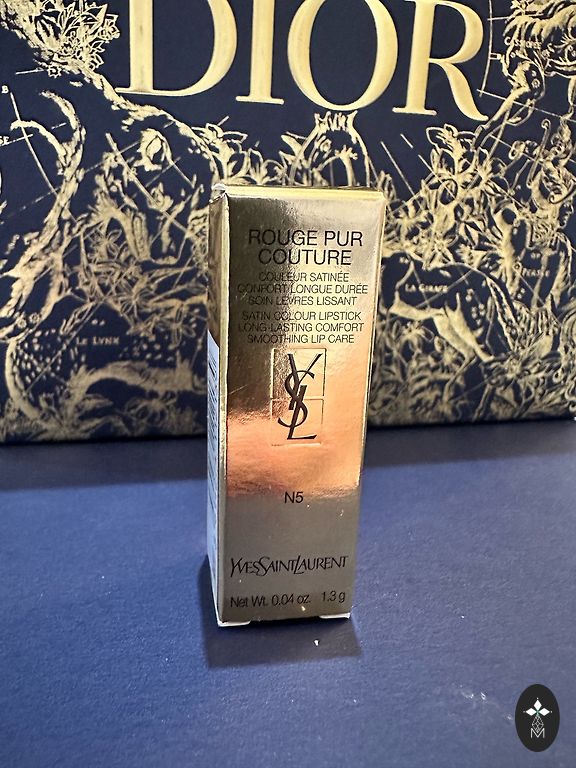 DIOR
ROUGE PUR
COUTURE
COULEUR SATINÉE
CONFORT LONGUE DURÉE
SOIN LÈVRES LISSANT
SATIN COLOUR LIPSTICK
LONG-LASTING COMFORT
SMOOTHING LIP CARE
YSL
N5
YVESSAINTLAURENT
Net Wt. 0.04 oz. 1.3 g
LE LYNX
LA GIRAFE
M